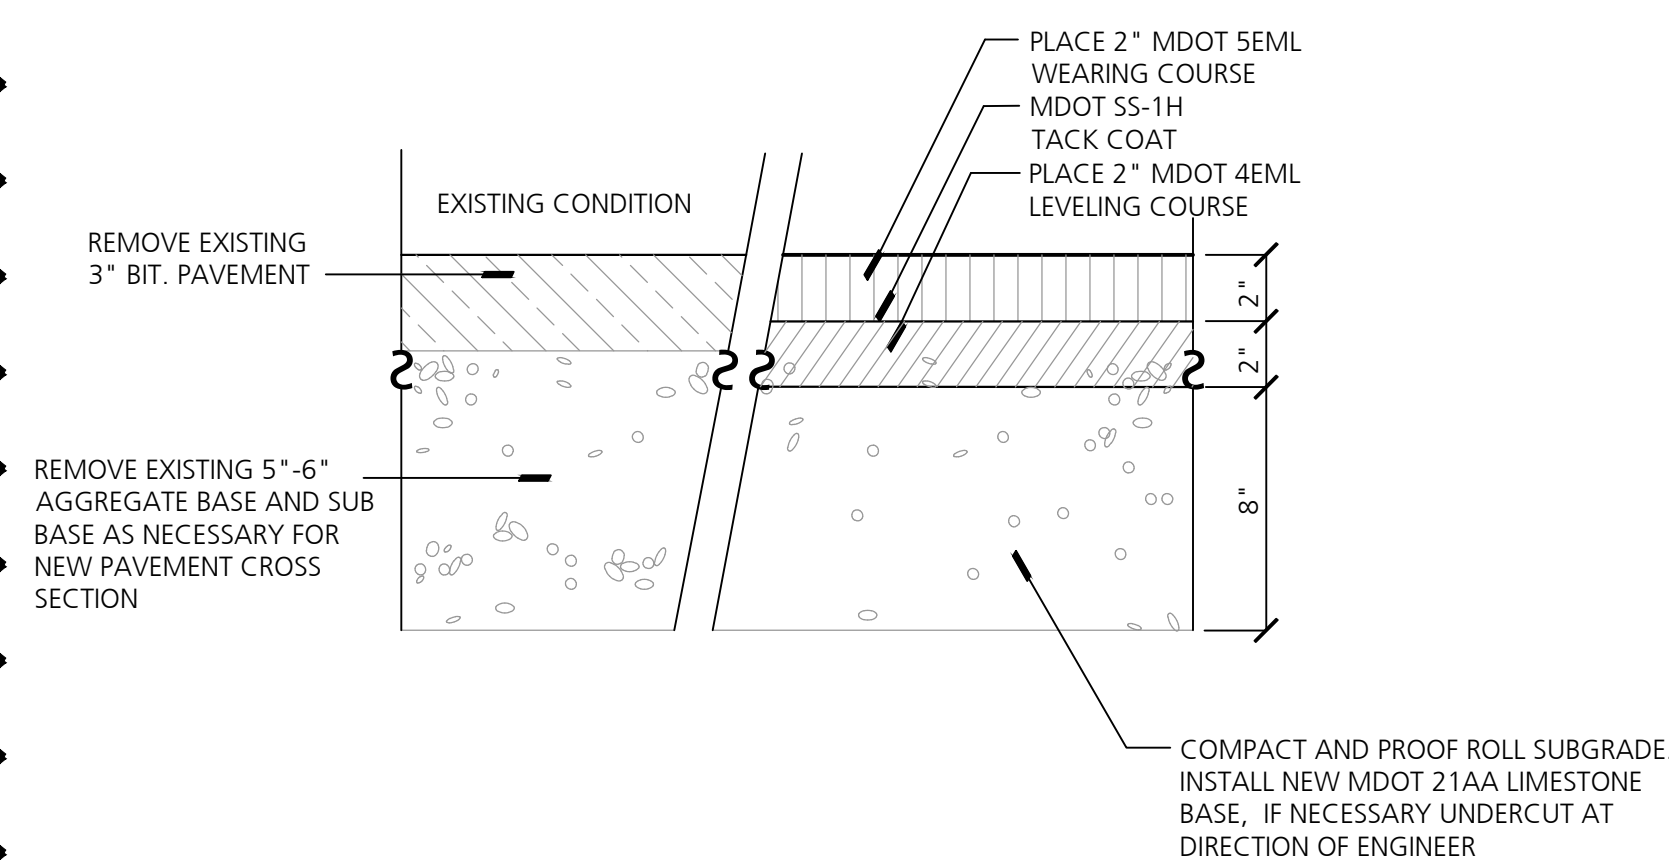 PLACE 2" MDOT 5EML
WEARING COURSE
MDOT SS-1H
TACK COAT
PLACE 2" MDOT 4EML
LEVELING COURSE
EXISTING CONDITION
REMOVE EXISTING
3" BIT. PAVEMENT
2"
2"
8"
REMOVE EXISTING 5"-6"
AGGREGATE BASE AND SUB
BASE AS NECESSARY FOR
NEW PAVEMENT CROSS
SECTION
COMPACT AND PROOF ROLL SUBGRADE.
INSTALL NEW MDOT 21AA LIMESTONE
BASE, IF NECESSARY UNDERCUT AT
DIRECTION OF ENGINEER